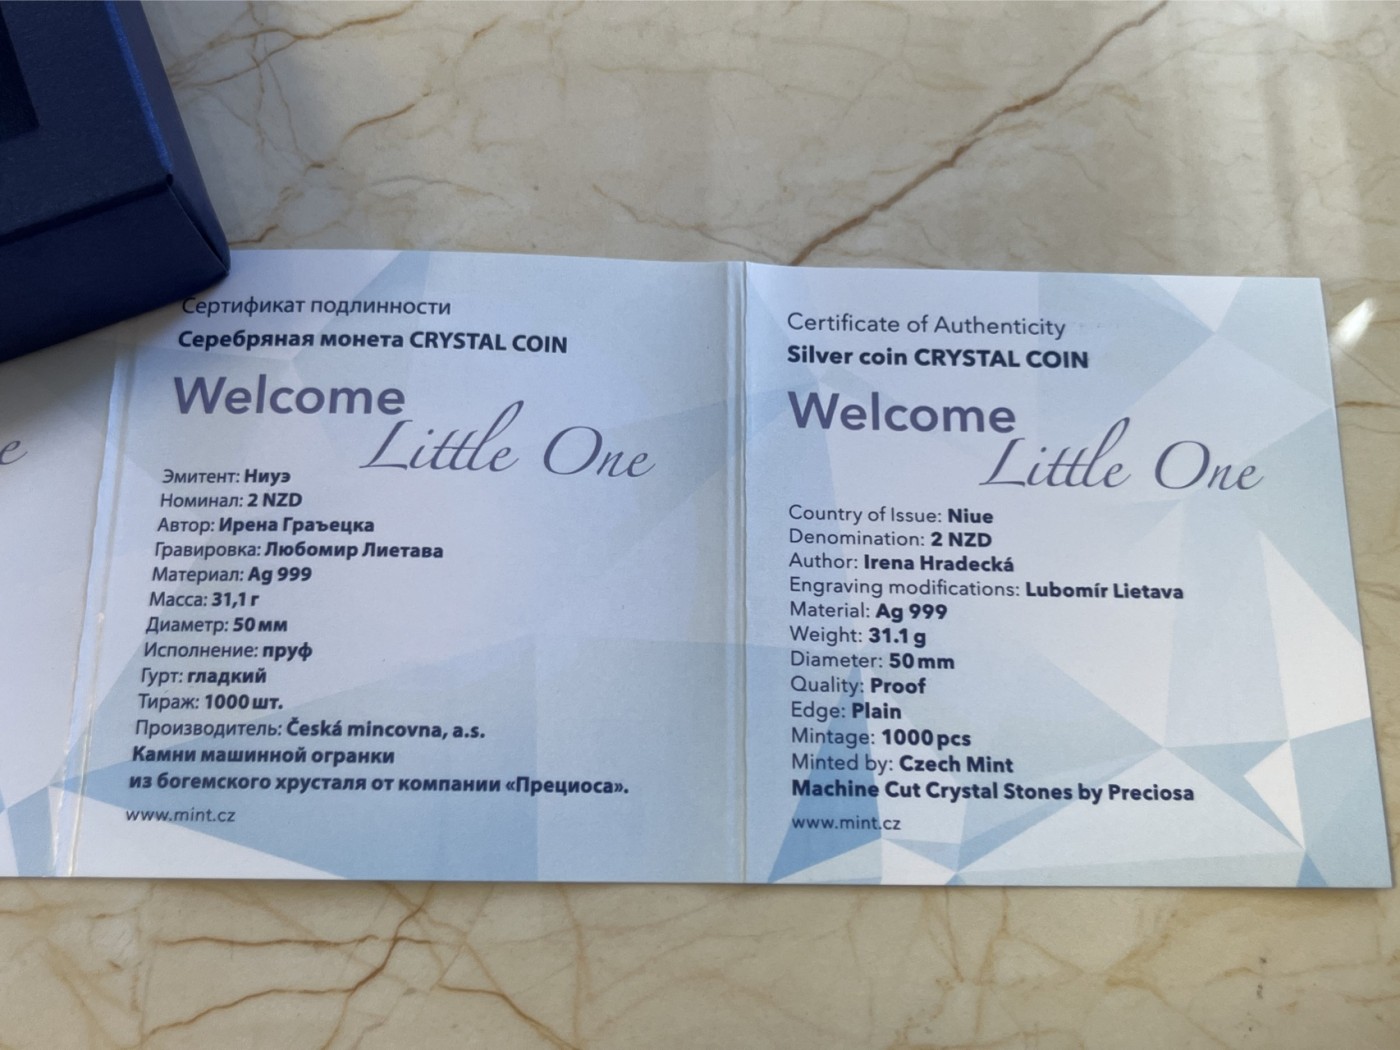 e
Сертификат подлинности
Серебряная монета CRYSTAL COIN
Welcome
Little One
Эмитент: Ниуэ
Номинал: 2 NZD
Автор: Ирена Граъецка
Гравировка: Любомир Лиетава
Материал: Ag 999
Масса: 31,1 г
Диаметр: 50 мм
Исполнение: пруф
Гурт: гладкий
Тираж: 1000 шт.
Производитель: Česká mincovna, a.s.
Камни машинной огранки
из богемского хрусталя от компании «Прециоса».
www.mint.cz
Certificate of Authenticity
Silver coin CRYSTAL COIN
Welcome
Little One
Country of Issue: Niue
Denomination: 2 NZD
Author: Irena Hradecká
Engraving modifications: Lubomír Lietava
Material: Ag 999
Weight: 31.1 g
Diameter: 50 mm
Quality: Proof
Edge: Plain
Mintage: 1000 pcs
Minted by: Czech Mint
Machine Cut Crystal Stones by Preciosa
www.mint.cz